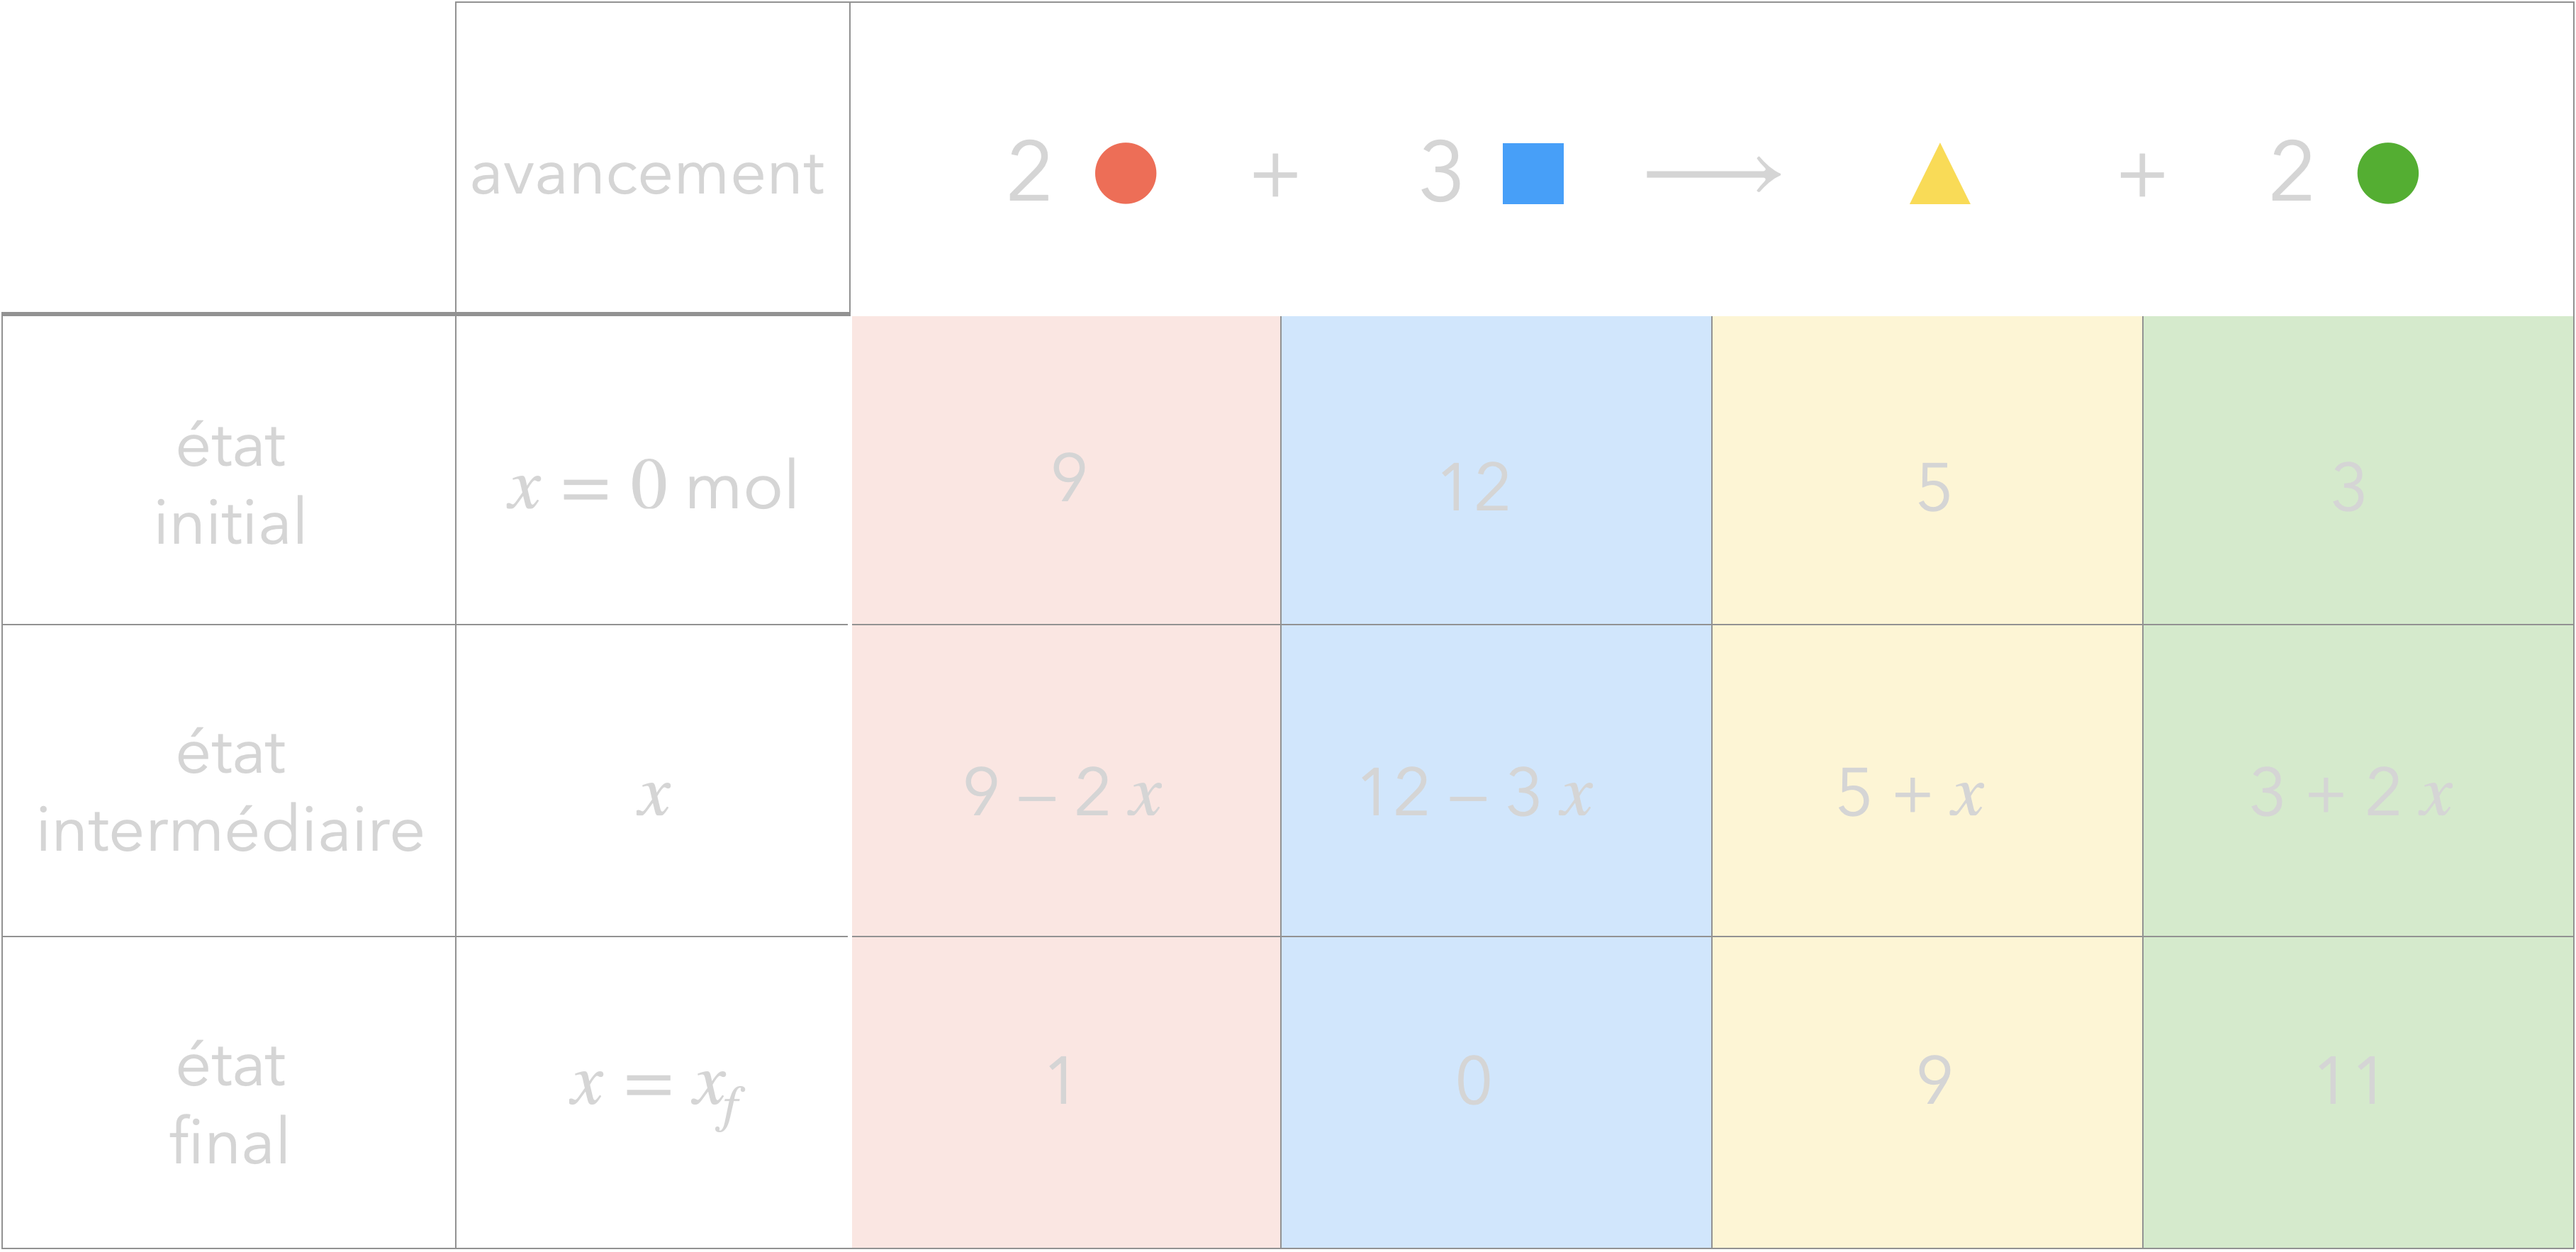 avancement
2 + 3 ⟶ + 2
état
initial
x = 0 mol
9
12
5
3
état
intermédiaire
x
9 – 2 x
12 – 3 x
5 + x
3 + 2 x
état
final
x = x_f
1
0
9
11